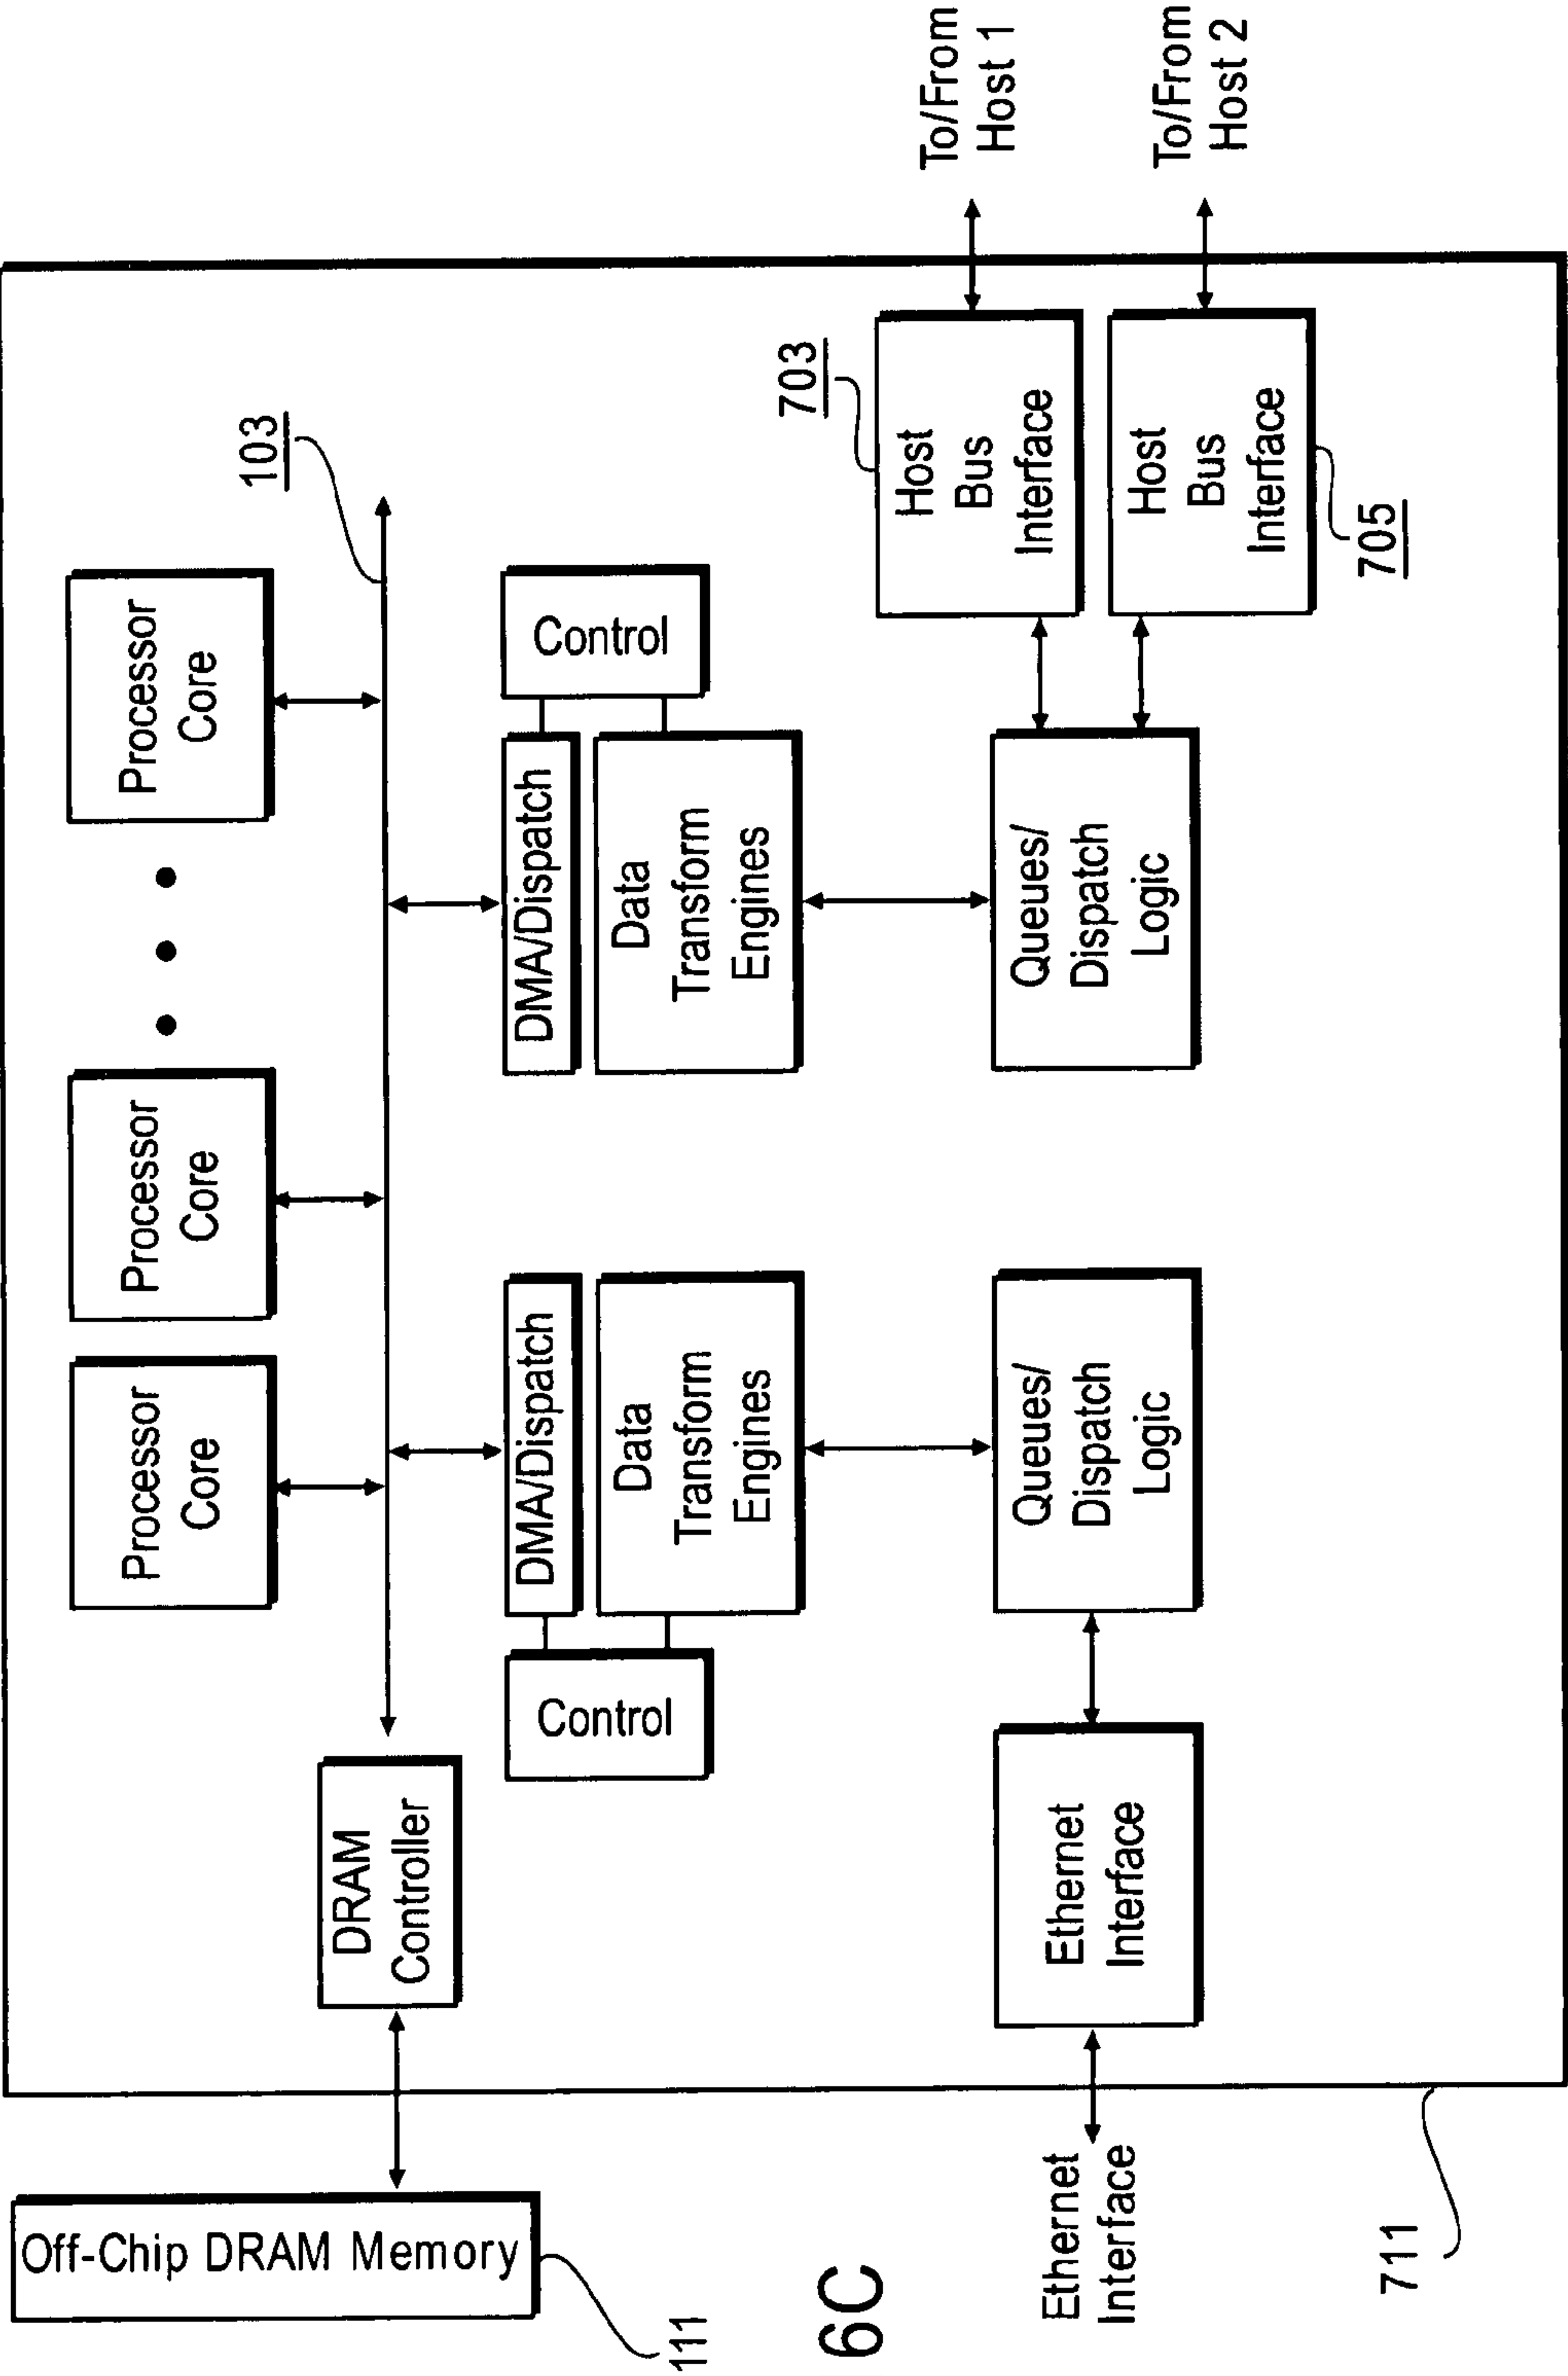 Off-Chip DRAM Memory
111
DRAM
Controller
Processor
Core
Processor
Core
Processor
Core
103
Control
DMA/Dispatch
Data
Transform
Engines
DMA/Dispatch
Data
Transform
Engines
Control
Ethernet
Interface
Ethernet
Interface
Queues/
Dispatch
Logic
Queues/
Dispatch
Logic
703
Host
Bus
Interface
To/From
Host 1
Host
Bus
Interface
To/From
Host 2
705
711
6C